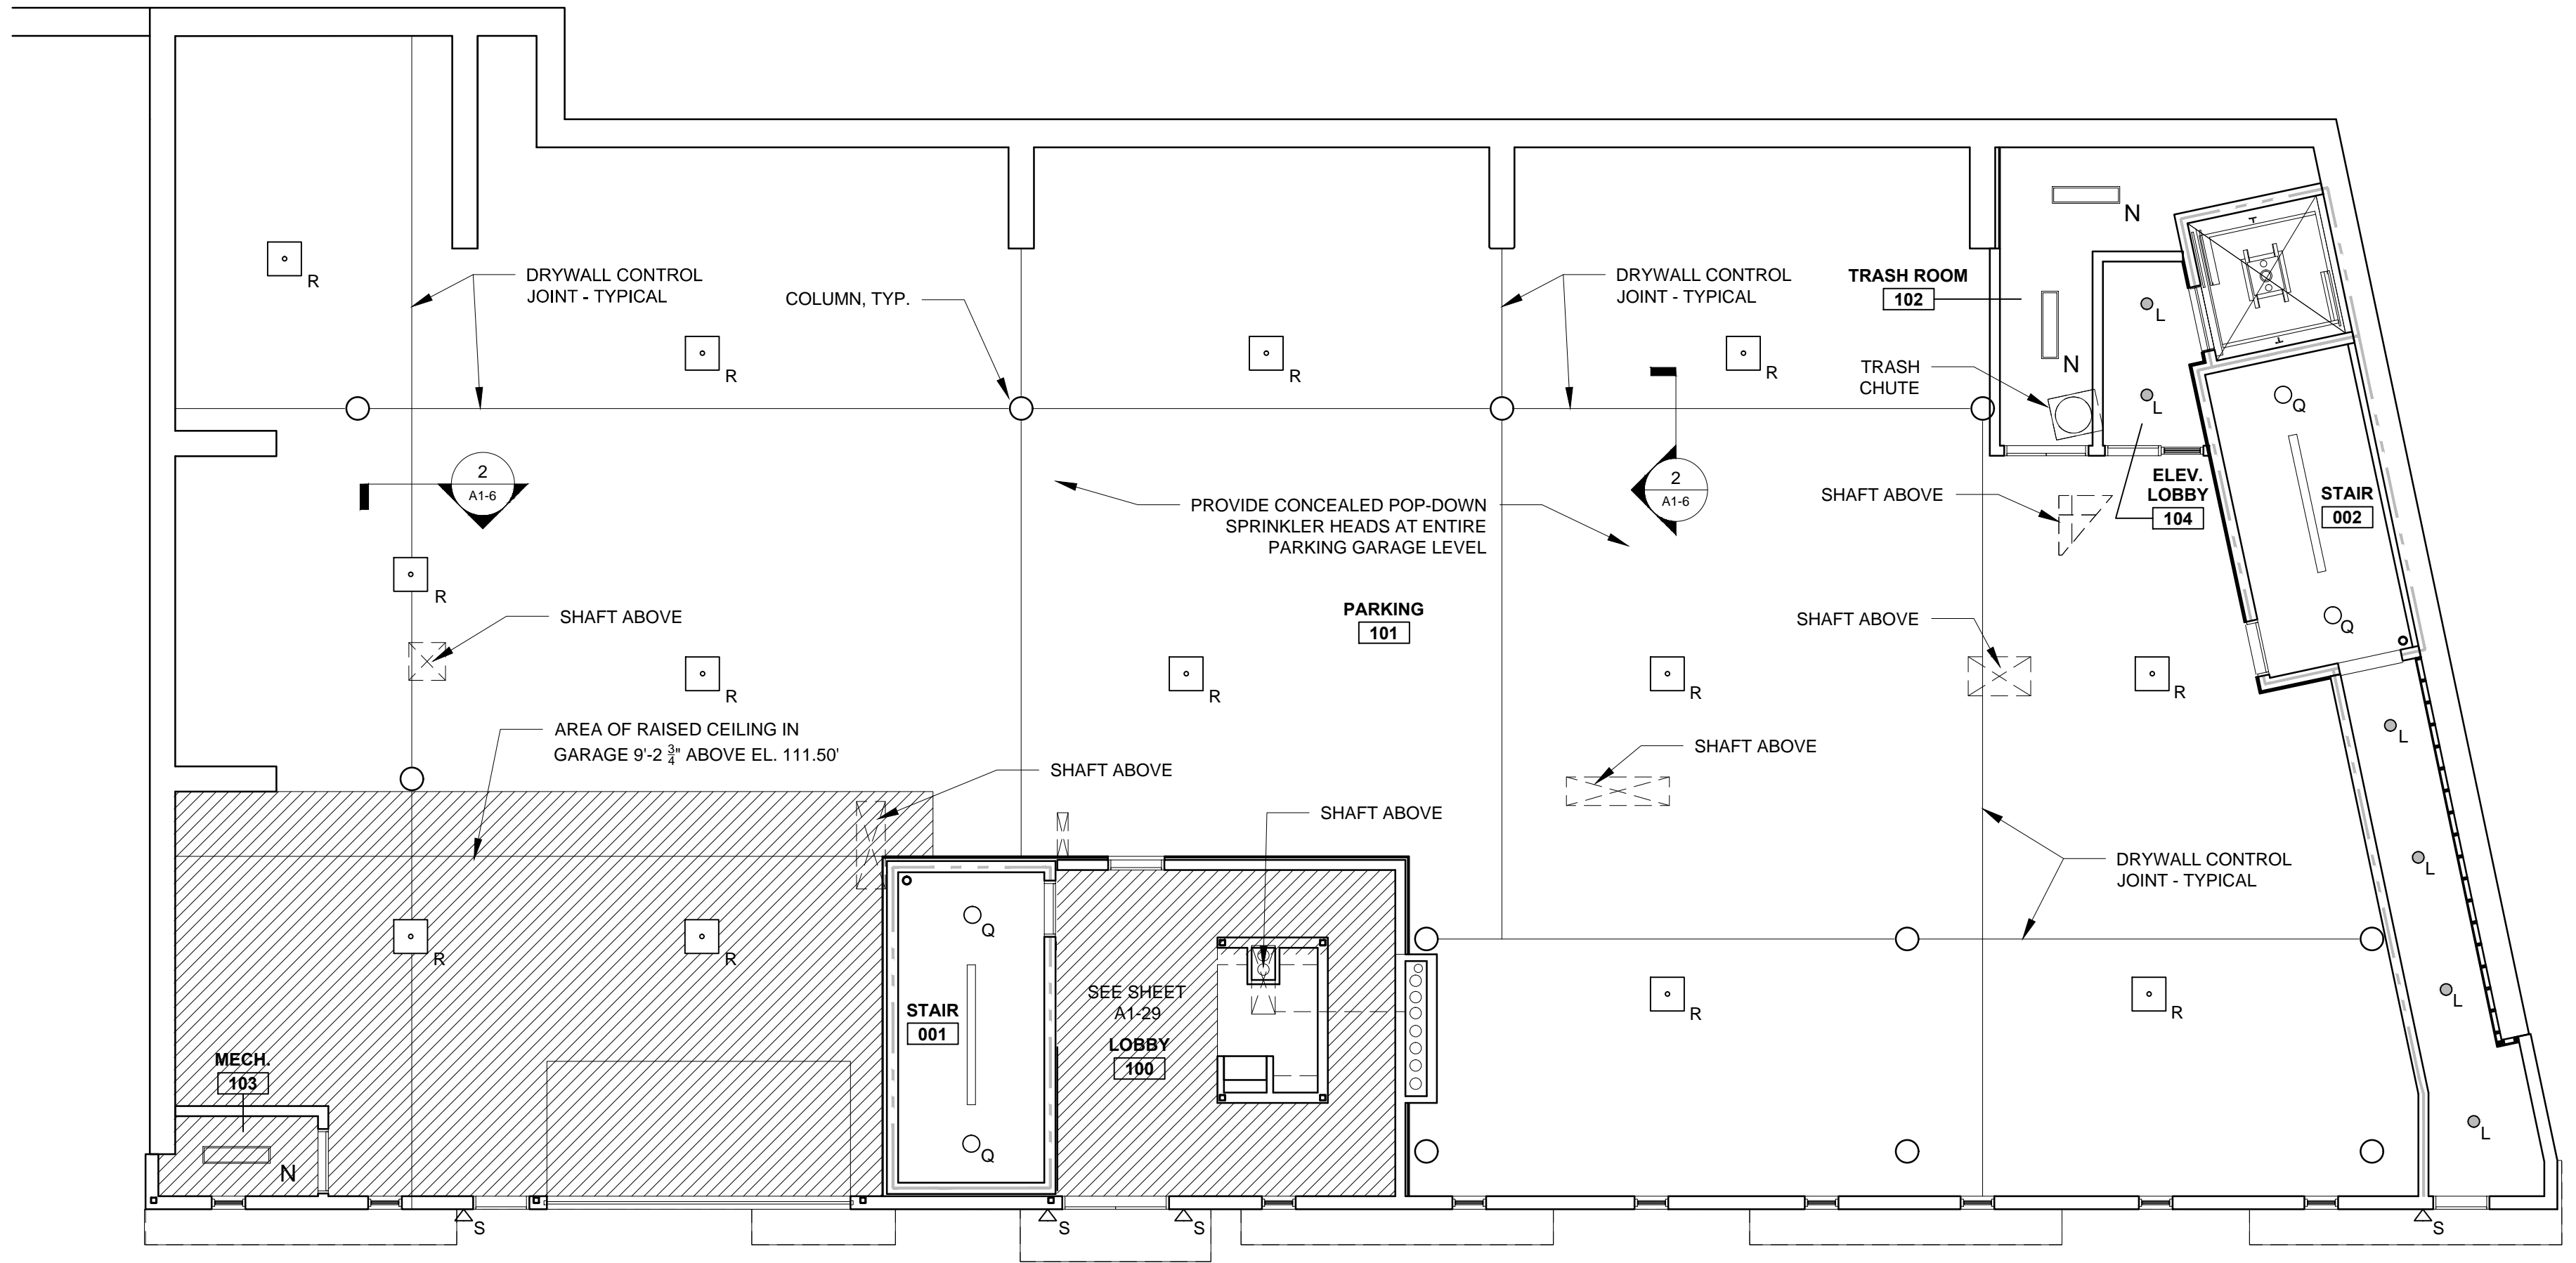 N
R
DRYWALL CONTROL
JOINT - TYPICAL
COLUMN, TYP.
DRYWALL CONTROL
JOINT - TYPICAL
TRASH ROOM
102
L
R
R
R
N
TRASH
CHUTE
L
Q
2
A1-6
2
A1-6
PROVIDE CONCEALED POP-DOWN
SPRINKLER HEADS AT ENTIRE
PARKING GARAGE LEVEL
SHAFT ABOVE
ELEV.
LOBBY
104
STAIR
002
R
SHAFT ABOVE
PARKING
101
SHAFT ABOVE
Q
R
R
R
R
AREA OF RAISED CEILING IN
GARAGE 9'-2 3/4" ABOVE EL. 111.50'
SHAFT ABOVE
SHAFT ABOVE
SHAFT ABOVE
L
L
DRYWALL CONTROL
JOINT - TYPICAL
R
R
Q
SEE SHEET
A1-29
STAIR
001
LOBBY
100
R
R
L
MECH.
103
N
Q
L
S
S
S
S